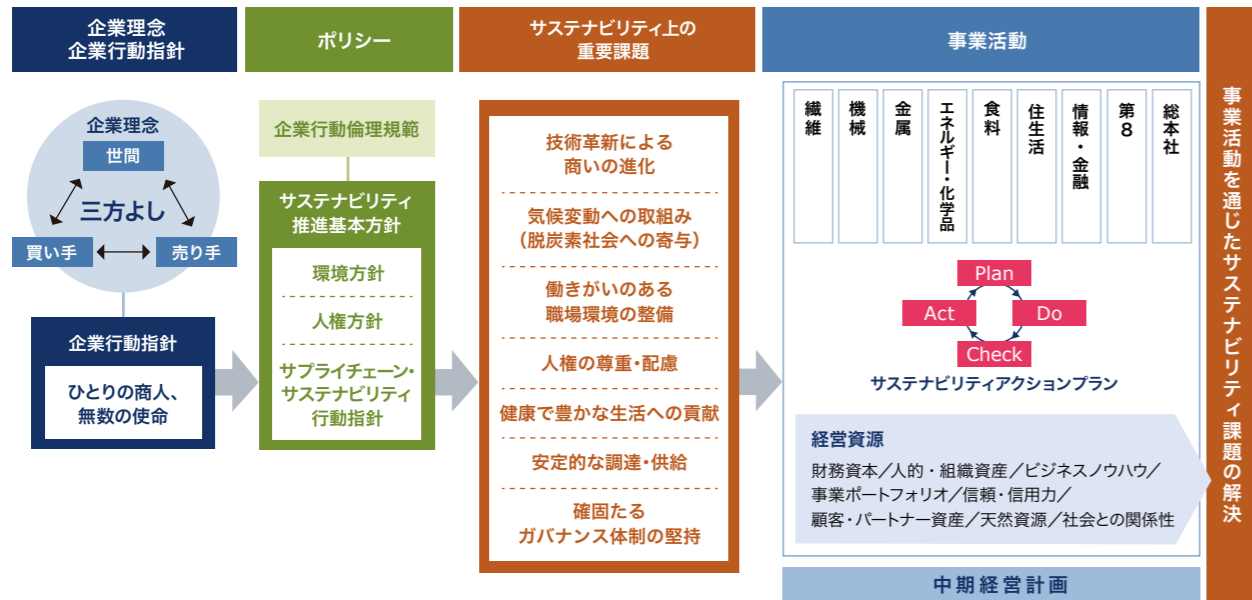 企業理念
企業行動指針
ポリシー
サステナビリティ上の
重要課題
事業活動
企業理念
世間
三方よし
買い手
売り手
企業行動指針
ひとりの商人、
無数の使命
企業行動倫理規範
サステナビリティ
推進基本方針
環境方針
人権方針
サプライチェーン・
サステナビリティ
行動指針
技術革新による
商いの進化
気候変動への取組み
(脱炭素社会への寄与)
働きがいのある
職場環境の整備
人権の尊重・配慮
健康で豊かな生活への貢献
安定的な調達・供給
確固たる
ガバナンス体制の堅持
繊維
機械
金属
エネルギー・化学品
食料
住生活
情報・金融
第8
総本社
Plan
Act
Do
Check
サステナビリティアクションプラン
経営資源
財務資本/人的・組織資産/ビジネスノウハウ/
事業ポートフォリオ/信頼・信用力/
顧客・パートナー資産/天然資源/社会との関係性
中期経営計画
事業活動を通じたサステナビリティ課題の解決